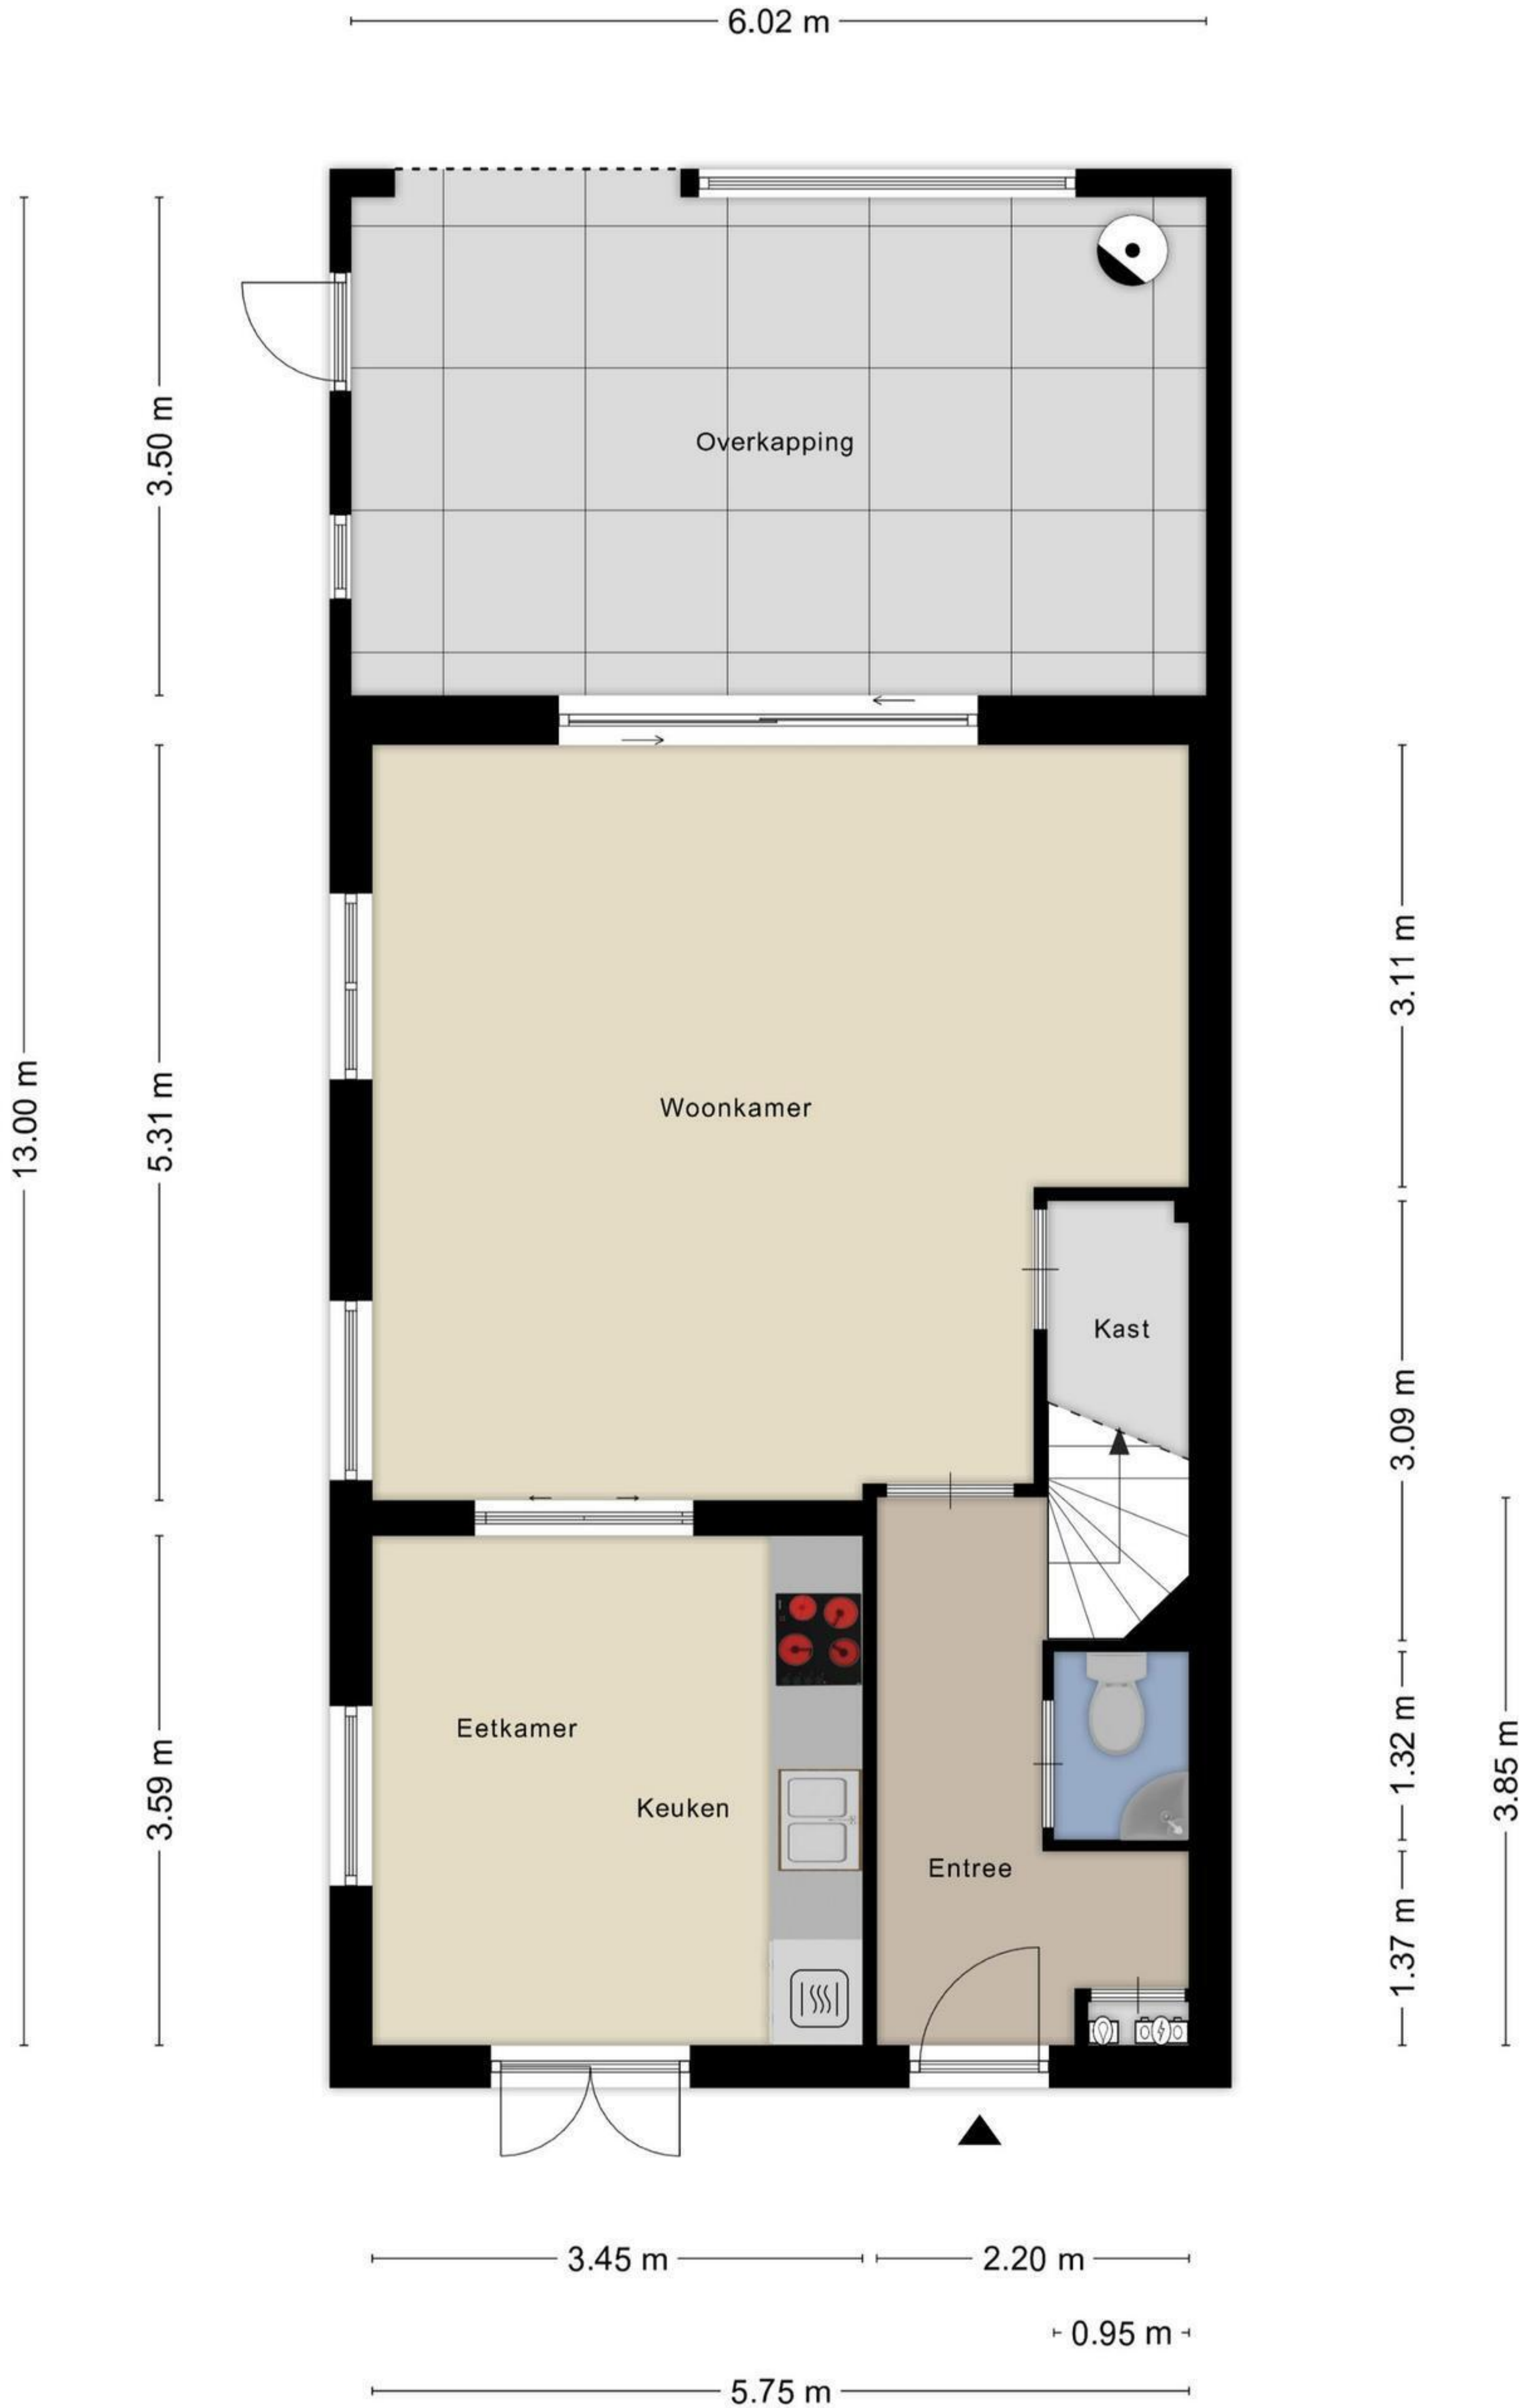 6.02 m
3.50 m
Overkapping
13.00 m
5.31 m
3.11 m
Woonkamer
Kast
3.09 m
Eetkamer
Keuken
3.59 m
Entree
1.32 m
3.85 m
1.37 m
3.45 m
2.20 m
0.95 m
5.75 m